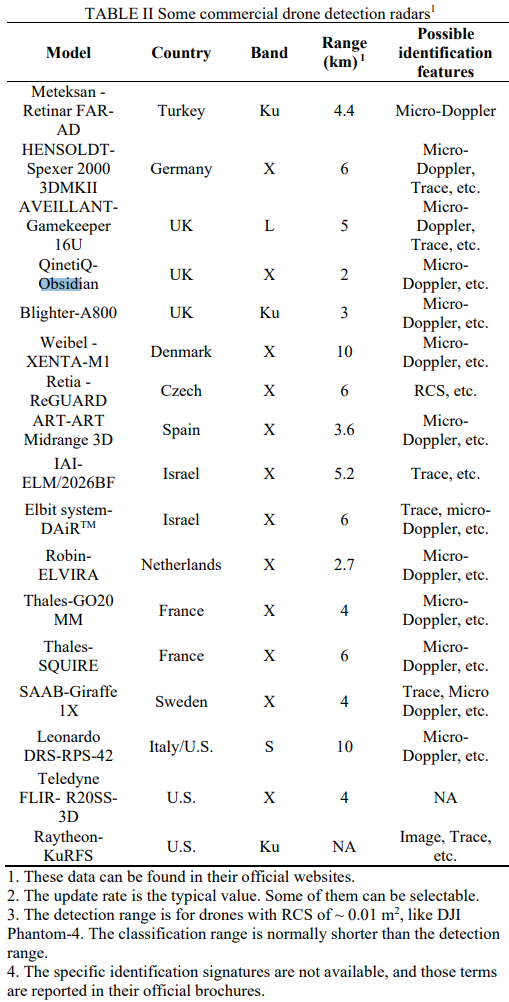 TABLE II Some commercial drone detection radars1
Model Country Band Range (km) 1 Possible identification features
Meteksan - Retinar FAR-AD Turkey Ku 4.4 Micro-Doppler
HENSOLDT-Spexer 2000 3DMKII Germany X 6 Micro-Doppler, Trace, etc.
AVEILLANT-Gamekeeper 16U UK L 5 Micro-Doppler, Trace, etc.
QinetiQ-Obsidian UK X 2 Micro-Doppler, etc.
Blighter-A800 UK Ku 3 Micro-Doppler, etc.
Weibel - XENTA-M1 Denmark X 10 Micro-Doppler, etc.
Retia - ReGUARD Czech X 6 RCS, etc.
ART-ART Midrange 3D Spain X 3.6 Micro-Doppler, etc.
IAI-ELM/2026BF Israel X 5.2 Trace, etc.
Elbit system-DAiR™ Israel X 6 Trace, micro-Doppler, etc.
Robin-ELVIRA Netherlands X 2.7 Micro-Doppler, etc.
Thales-GO20 MM France X 4 Micro-Doppler, etc.
Thales-SQUIRE France X 6 Micro-Doppler, etc.
SAAB-Giraffe 1X Sweden X 4 Trace, Micro Doppler, etc.
Leonardo DRS-RPS-42 Italy/U.S. S 10 Micro-Doppler, etc.
Teledyne FLIR- R20SS-3D U.S. X 4 NA
Raytheon-KuRFS U.S. Ku NA Image, Trace, etc.
1. These data can be found in their official websites.
2. The update rate is the typical value. Some of them can be selectable.
3. The detection range is for drones with RCS of ~ 0.01 m2, like DJI
Phantom-4. The classification range is normally shorter than the detection
range.
4. The specific identification signatures are not available, and those terms
are reported in their official brochures.